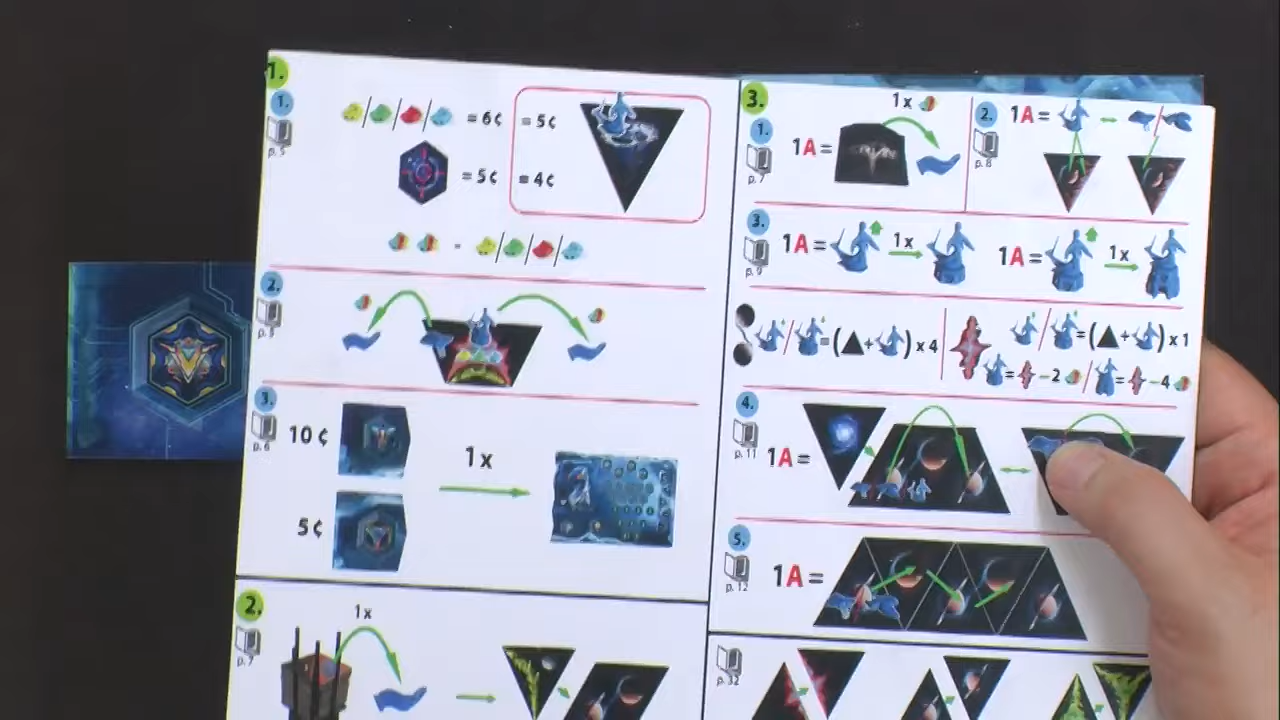 1.
1.
p.5
/ / / = 6¢
= 5¢
= 5¢
= 4¢
= / / /
2.
3.
p.6
10 ¢
5¢
1x
2.
p.7
1x
3.
1.
p.7
1A =
1x
2.
p.8
1A =
/
3.
p.9
1A =
1x
1A =
1x
/ = ( + ) x 4
/ = ( + ) x 1
= - 2 / = - 4
4.
p.11
1A =
5.
p.12
1A =
p.32